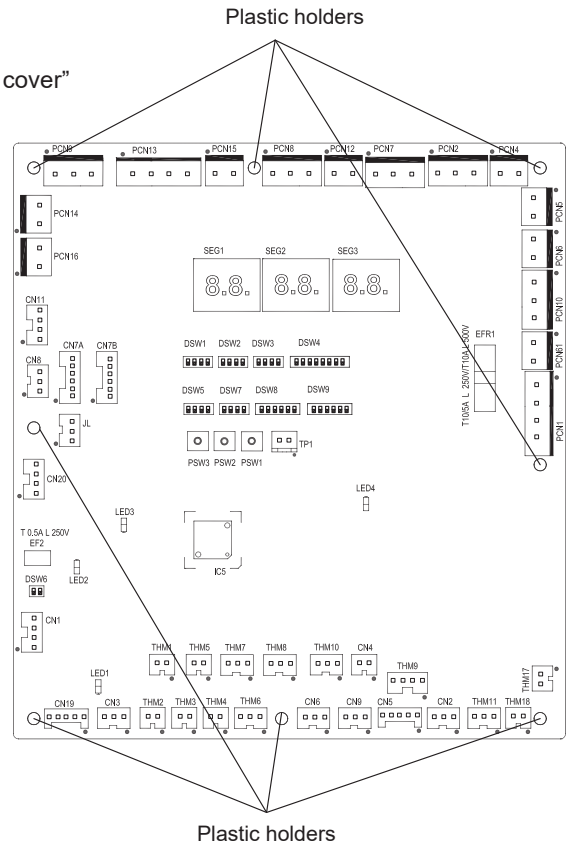 Plastic holders
cover”
PCN9 PCN13 PCN15 PCN8 PCN12 PCN7 PCN2 PCN4
PCN14
PCN5
PCN16
PCN6
SEG1 SEG2 SEG3
8.8. 8.8. 8.8.
CN11
PCN10
EFR1
T10/5A L 250V/T10A L 500V
CN8 CN7A CN7B
DSW1 DSW2 DSW3 DSW4
PCN61
DSW5 DSW7 DSW8 DSW9
PCN1
JL
TP1
PSW3 PSW2 PSW1
CN20
LED4
LED3
T 0.5A L 250V
EF2
IC5
LED2
DSW6
CN1
THM1 THM5 THM7 THM8 THM10 CN4
THM9
THM17
LED1
CN19 CN3 THM2 THM3 THM4 THM6 CN6 CN9 CN5 CN2 THM11 THM18
Plastic holders